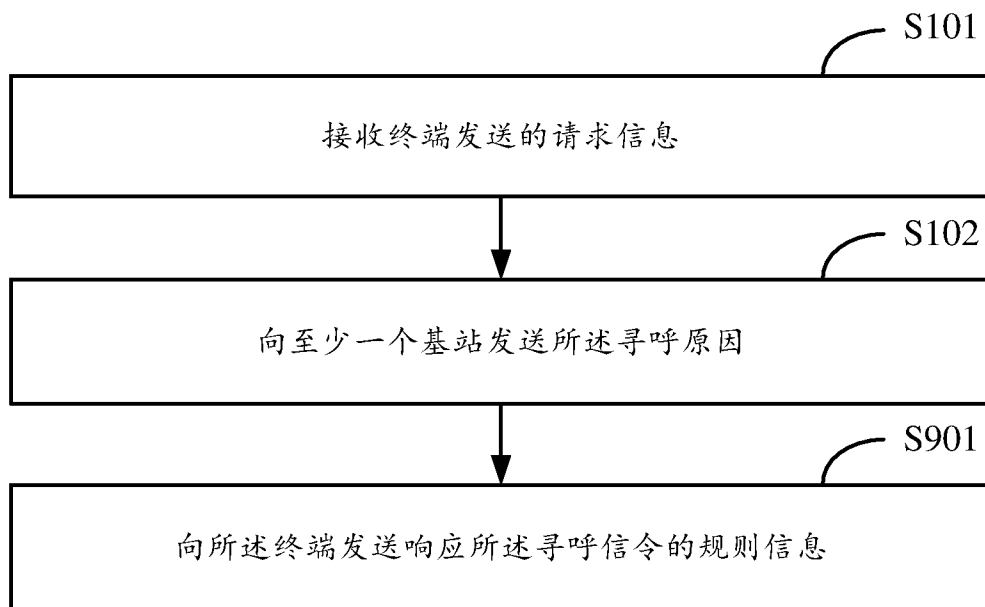 S101
接收终端发送的请求信息
S102
向至少一个基站发送所述寻呼原因
S901
向所述终端发送响应所述寻呼信令的规则信息